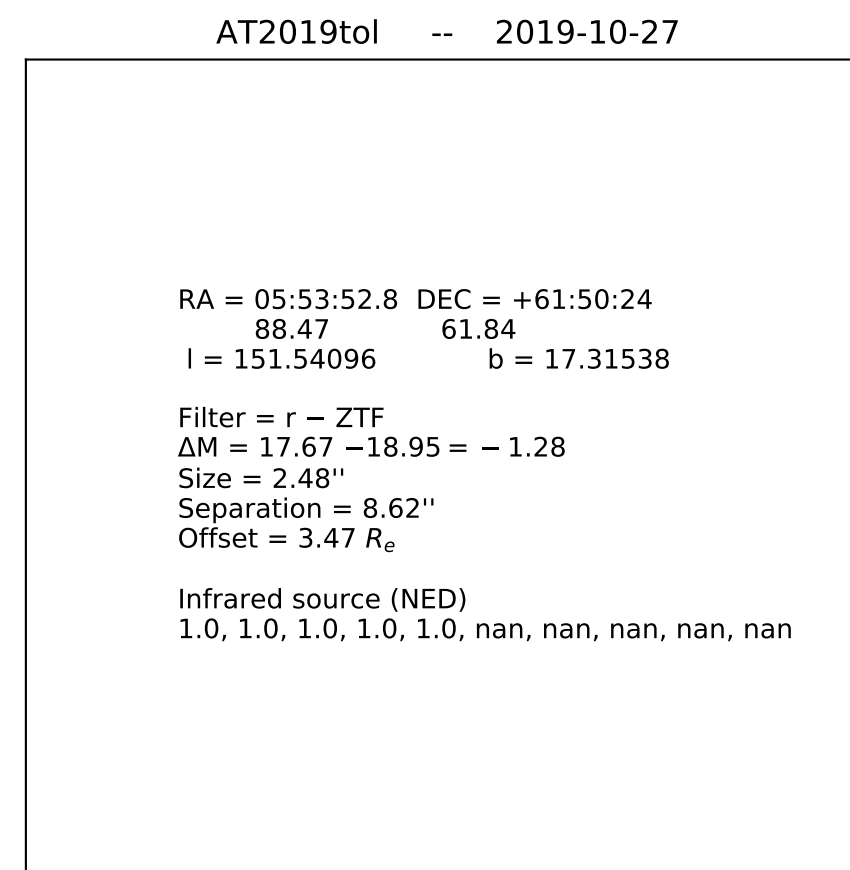 AT2019tol -- 2019-10-27
RA = 05:53:52.8 DEC = +61:50:24
88.47 61.84
l = 151.54096 b = 17.31538
Filter = r − ZTF
ΔM = 17.67 −18.95 = − 1.28
Size = 2.48''
Separation = 8.62''
Offset = 3.47 Re
Infrared source (NED)
1.0, 1.0, 1.0, 1.0, 1.0, nan, nan, nan, nan, nan